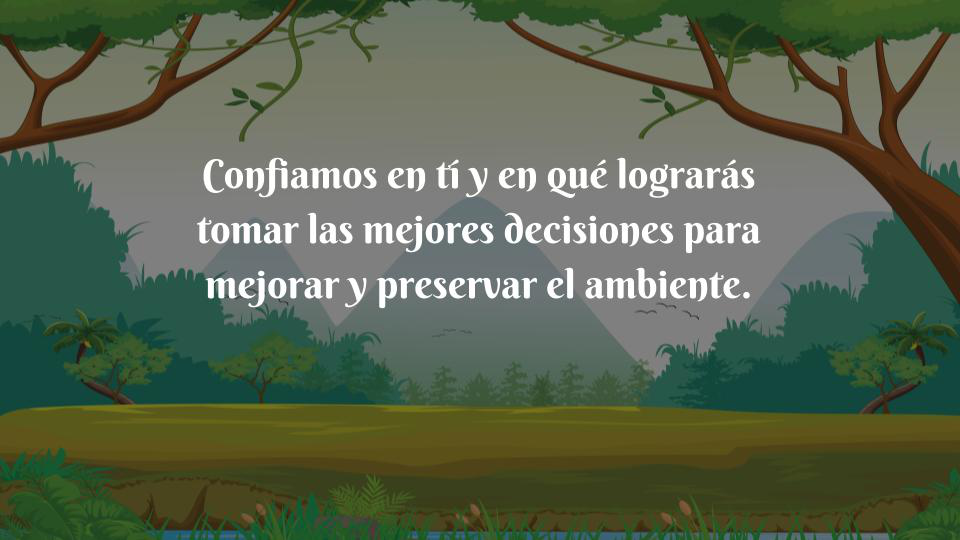 Confiamos en tí y en qué lograrás
tomar las mejores decisiones para
mejorar y preservar el ambiente.